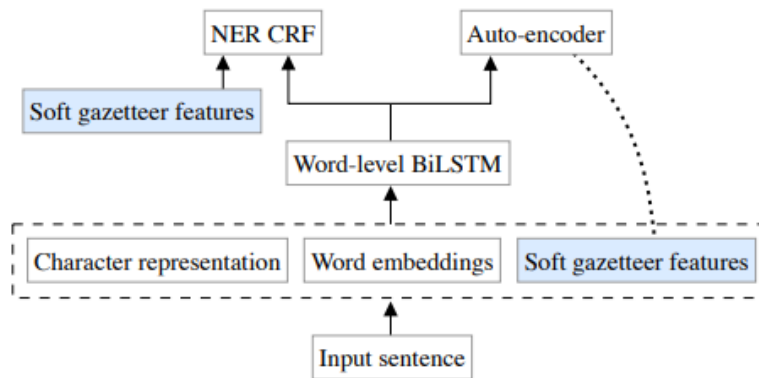 NER CRF
Auto-encoder
Soft gazetteer features
Word-level BiLSTM
Character representation
Word embeddings
Soft gazetteer features
Input sentence